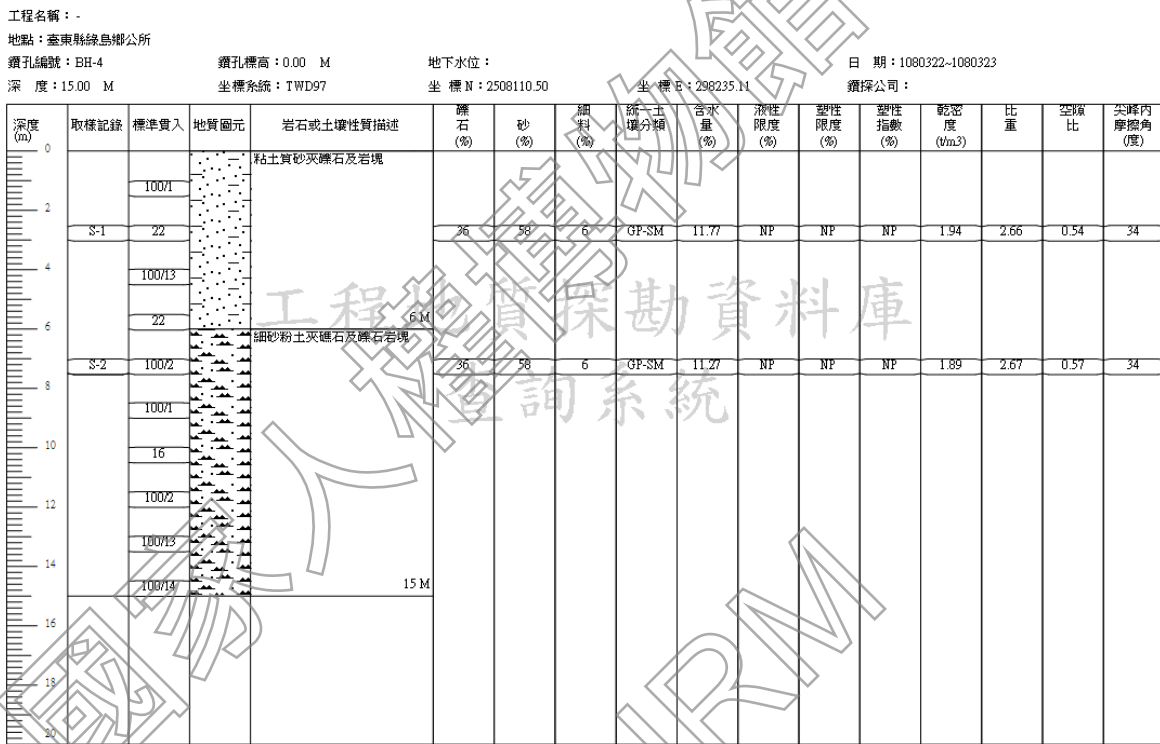 工程名稱：-
地點：臺東縣綠島鄉公所
鑽孔編號：BH-4 鑽孔標高：0.00 M 地下水位： 日 期：1080322~1080323
深 度：15.00 M 坐標系統：TWD97 坐 標 N：2508110.50 坐 標 E：298235.11 鑽探公司：
深度(m) 取樣記錄 標準貫入 地質圖元 岩石或土壤性質描述 礫石(%) 砂(%) 細料(%) 統一土壤分類 含水量(%) 液性限度(%) 塑性限度(%) 塑性指數(%) 乾密度(t/m3) 比重 空隙比 尖峰內摩擦角(度)
0 粘土質砂夾礫石及岩塊
100/1
2
S-1 22 36 58 6 GP-SM 11.77 NP NP NP 1.94 2.66 0.54 34
4
100/13
22 6 M
6
細砂粉土夾礁石及礫石岩塊
S-2 100/2 36 58 6 GP-SM 11.27 NP NP NP 1.89 2.67 0.57 34
8
100/1
10
16
100/2
12
100/13
14
100/14 15 M
16
18
20
工程地質探勘資料庫
查詢系統
國家人權博物館
NHRM